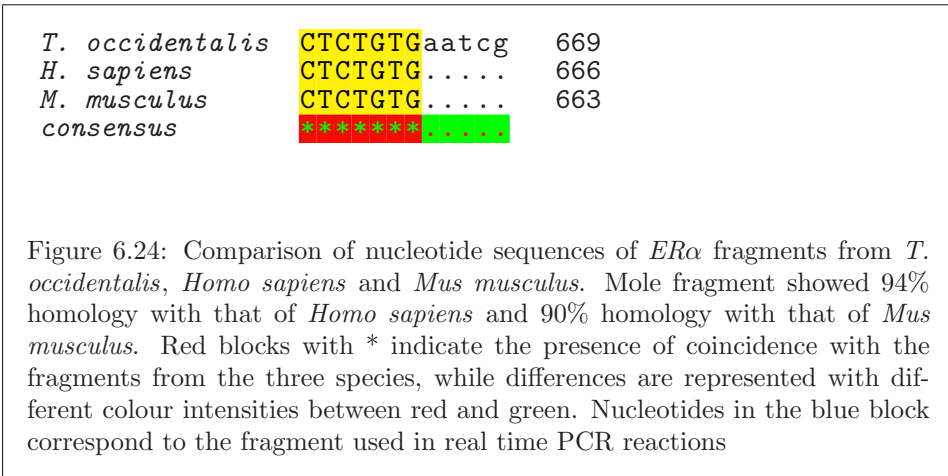 T. occidentalis CTCTGTGaatcg 669
H. sapiens CTCTGTG..... 666
M. musculus CTCTGTG..... 663
consensus *******.....
Figure 6.24: Comparison of nucleotide sequences of ERα fragments from T.
occidentalis, Homo sapiens and Mus musculus. Mole fragment showed 94%
homology with that of Homo sapiens and 90% homology with that of Mus
musculus. Red blocks with * indicate the presence of coincidence with the
fragments from the three species, while differences are represented with dif-
ferent colour intensities between red and green. Nucleotides in the blue block
correspond to the fragment used in real time PCR reactions